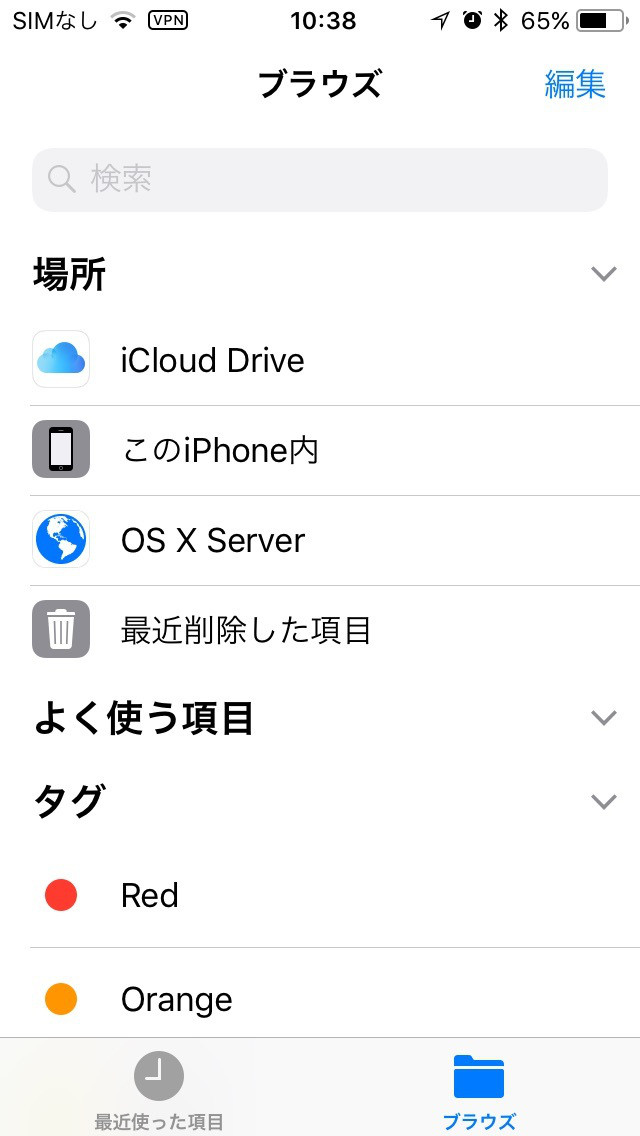 SIMなし VPN 10:38 65%
ブラウズ 編集
検索
場所
iCloud Drive
このiPhone内
OS X Server
最近削除した項目
よく使う項目
タグ
Red
Orange
最近使った項目 ブラウズ